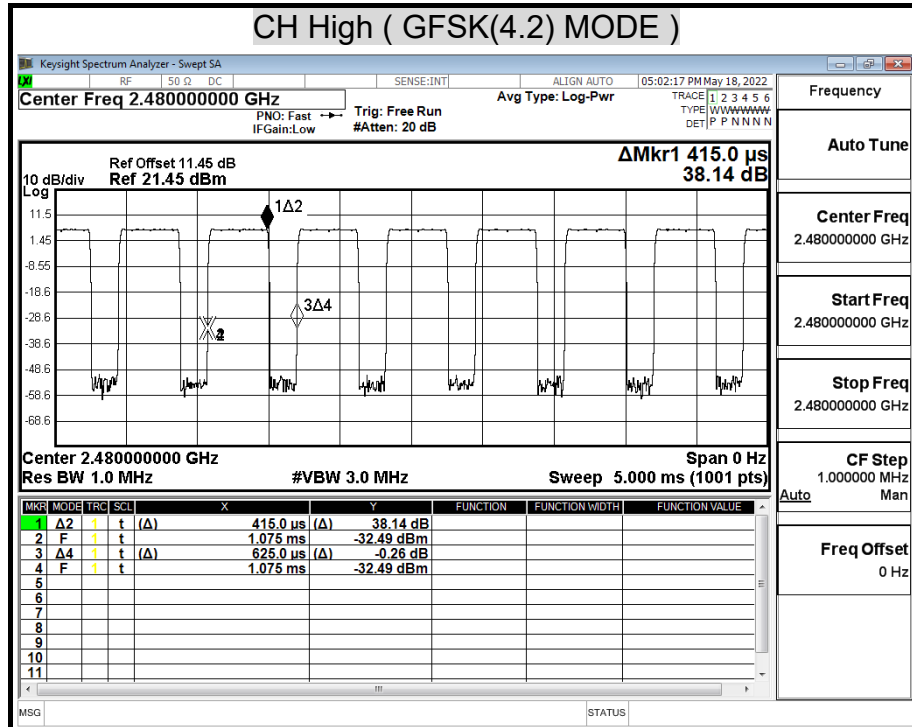 CH High ( GFSK(4.2) MODE )
Keysight Spectrum Analyzer - Swept SA
LXI RF 50 Ω DC SENSE:INT ALIGN AUTO 05:02:17 PM May 18, 2022
Center Freq 2.480000000 GHz
PNO: Fast
IFGain:Low
Trig: Free Run
#Atten: 20 dB
Avg Type: Log-Pwr
TRACE 1 2 3 4 5 6
TYPE WWWWWW
DET P P N N N N
Ref Offset 11.45 dB
10 dB/div Ref 21.45 dBm
Log
ΔMkr1 415.0 µs
38.14 dB
11.5
1.45
-8.55
-18.6
-28.6
-38.6
-48.6
-58.6
-68.6
1Δ2
3Δ4
Center 2.480000000 GHz Span 0 Hz
Res BW 1.0 MHz #VBW 3.0 MHz Sweep 5.000 ms (1001 pts)
MKR MODE TRC SCL X Y FUNCTION FUNCTION WIDTH FUNCTION VALUE
1 Δ2 1 t (Δ) 415.0 µs (Δ) 38.14 dB
2 F 1 t 1.075 ms -32.49 dBm
3 Δ4 1 t (Δ) 625.0 µs (Δ) -0.26 dB
4 F 1 t 1.075 ms -32.49 dBm
5
6
7
8
9
10
11
MSG STATUS
Frequency
Auto Tune
Center Freq
2.480000000 GHz
Start Freq
2.480000000 GHz
Stop Freq
2.480000000 GHz
CF Step
1.000000 MHz
Auto Man
Freq Offset
0 Hz